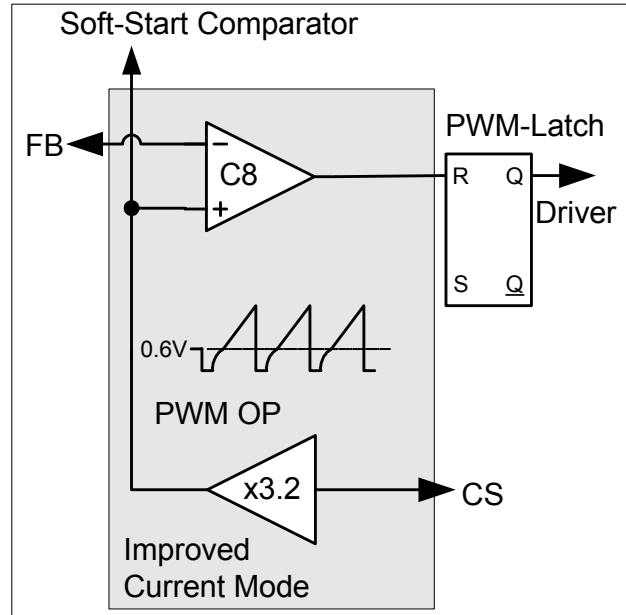 Soft-Start Comparator
FB
C8
−
+
PWM-Latch
R Q
Driver
S Q
0.6V
PWM OP
x3.2
CS
Improved
Current Mode